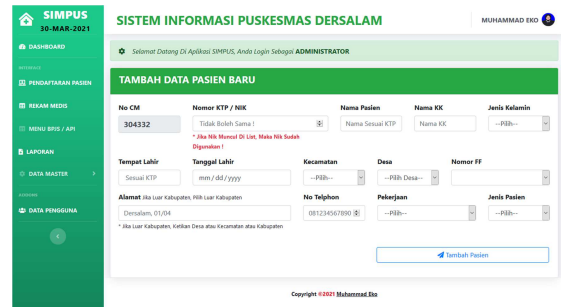 SIMPUS
30-MAR-2021
SISTEM INFORMASI PUSKESMAS DERSALAM
MUHAMMAD EKO
DASHBOARD
Selamat Datang Di Aplikasi SIMPUS, Anda Login Sebagai ADMINISTRATOR
PENDAFTARAN PASIEN
REKAM MEDIS
MENU BPJS / API
LAPORAN
DATA MASTER
DATA PENGGUNA
TAMBAH DATA PASIEN BARU
No CM
Nomor KTP / NIK
Nama Pasien
Nama KK
Jenis Kelamin
304332
Tidak Boleh Sama !
Nama Sesuai KTP
Nama KK
--Pilih--
* Jika Nik Muncul Di List, Maka Nik Sudah
Digunakan !
Tempat Lahir
Tanggal Lahir
Kecamatan
Desa
Nomor FF
Sesuai KTP
mm/dd/yyyy
--Pilih--
--Pilih Desa--
Alamat Jika Luar Kabupaten, Pilih Luar Kabupaten
No Telphon
Pekerjaan
Jenis Pasien
Dersalam, 01/04
081234567890
--Pilih--
--Pilih--
* Jika Luar Kabupaten, Ketikan Desa atau Kecamatan atau Kabupaten
Tambah Pasien
Copyright ©2021 Muhammad Eko